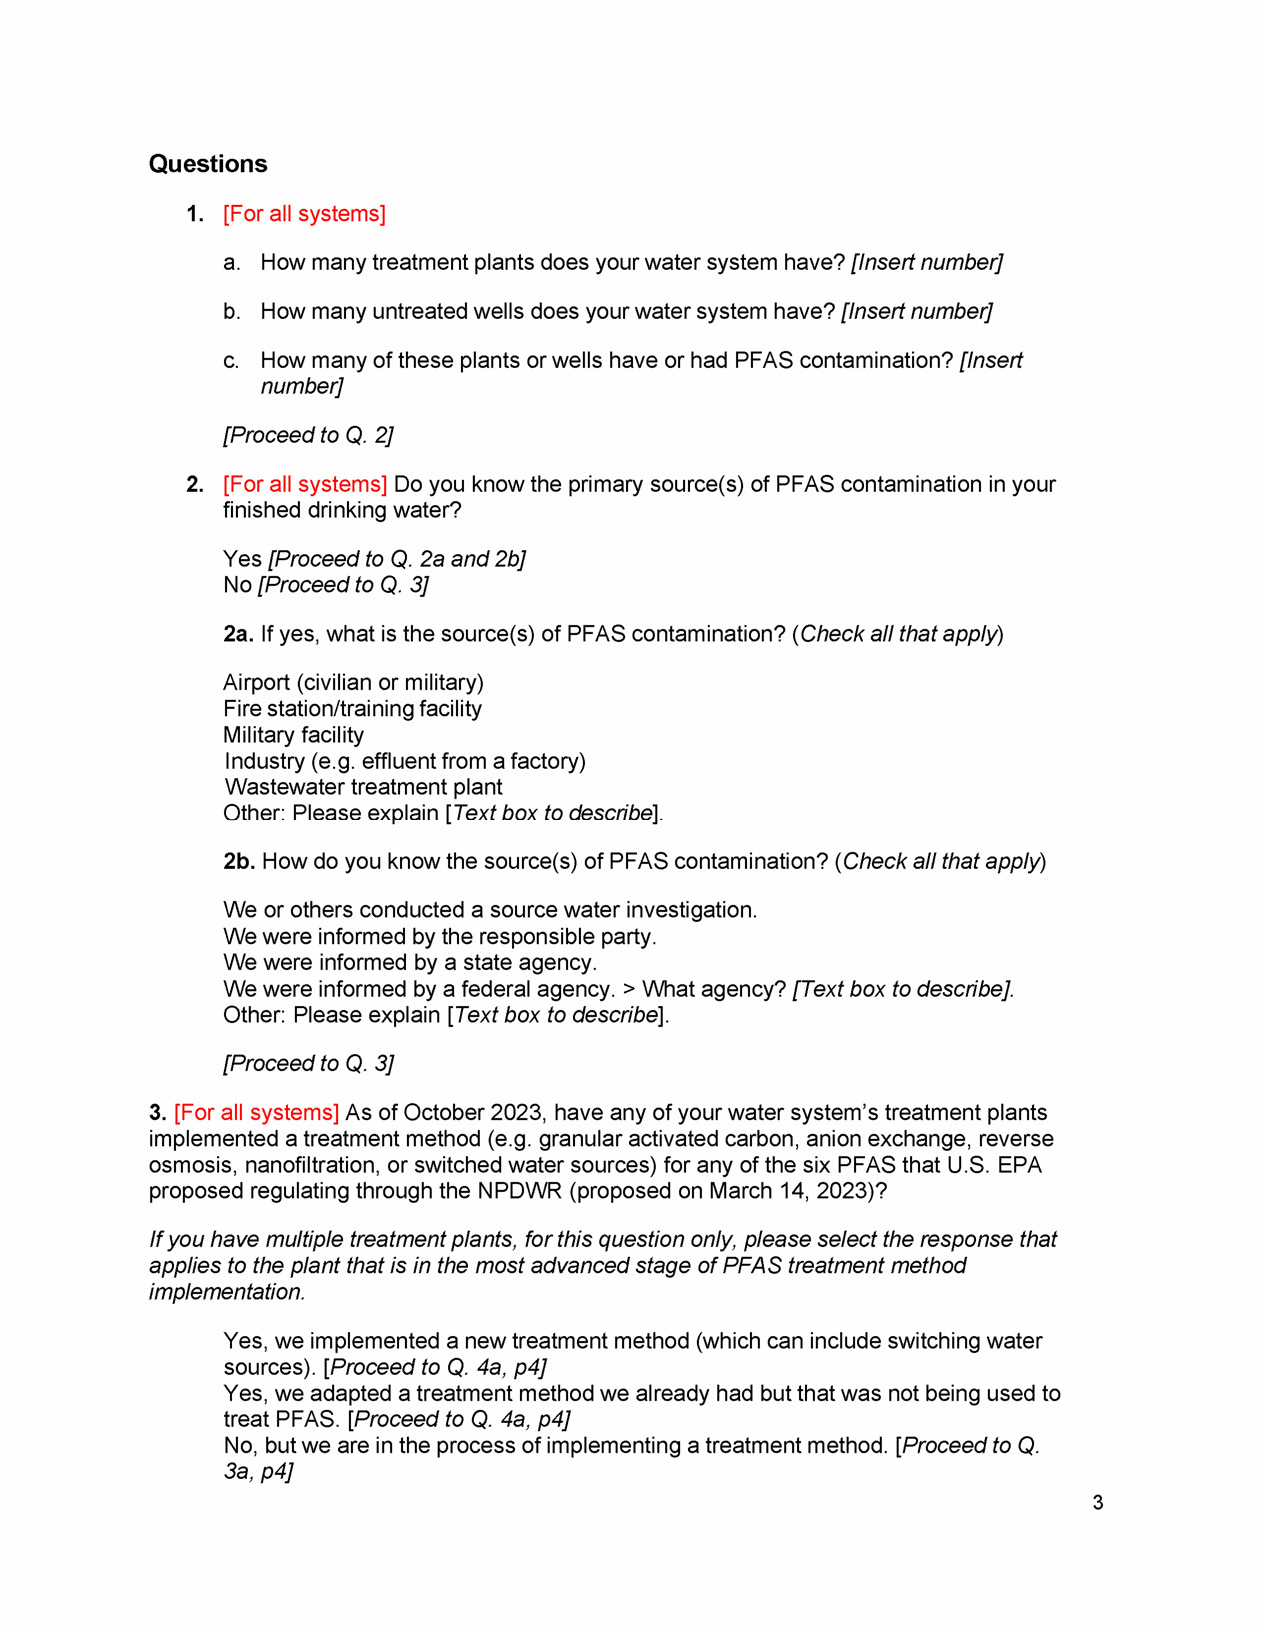 Questions
1. [For all systems]
a. How many treatment plants does your water system have? [Insert number]
b. How many untreated wells does your water system have? [Insert number]
c. How many of these plants or wells have or had PFAS contamination? [Insert
number]
[Proceed to Q. 2]
2. [For all systems] Do you know the primary source(s) of PFAS contamination in your
finished drinking water?
Yes [Proceed to Q. 2a and 2b]
No [Proceed to Q. 3]
2a. If yes, what is the source(s) of PFAS contamination? (Check all that apply)
Airport (civilian or military)
Fire station/training facility
Military facility
Industry (e.g. effluent from a factory)
Wastewater treatment plant
Other: Please explain [Text box to describe].
2b. How do you know the source(s) of PFAS contamination? (Check all that apply)
We or others conducted a source water investigation.
We were informed by the responsible party.
We were informed by a state agency.
We were informed by a federal agency. > What agency? [Text box to describe].
Other: Please explain [Text box to describe].
[Proceed to Q. 3]
3. [For all systems] As of October 2023, have any of your water system’s treatment plants
implemented a treatment method (e.g. granular activated carbon, anion exchange, reverse
osmosis, nanofiltration, or switched water sources) for any of the six PFAS that U.S. EPA
proposed regulating through the NPDWR (proposed on March 14, 2023)?
If you have multiple treatment plants, for this question only, please select the response that
applies to the plant that is in the most advanced stage of PFAS treatment method
implementation.
Yes, we implemented a new treatment method (which can include switching water
sources). [Proceed to Q. 4a, p4]
Yes, we adapted a treatment method we already had but that was not being used to
treat PFAS. [Proceed to Q. 4a, p4]
No, but we are in the process of implementing a treatment method. [Proceed to Q.
3a, p4]
3